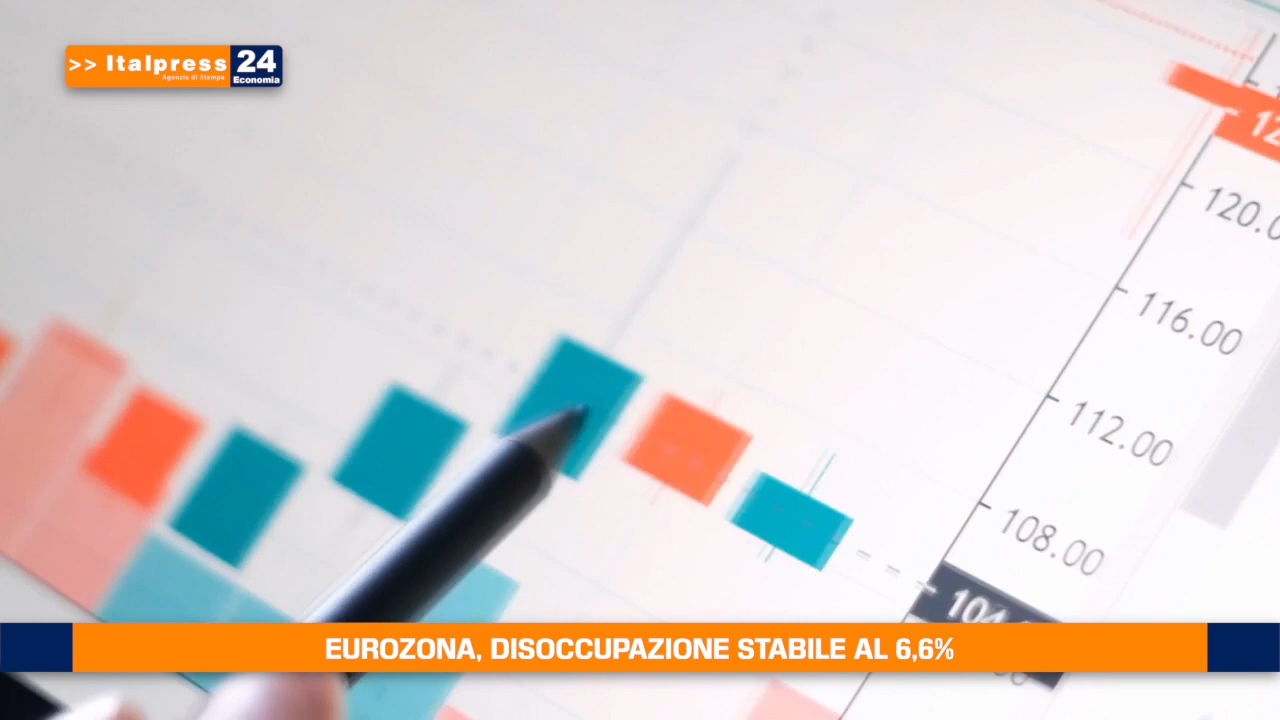 >> Italpress 24
Agenzia di Stampa Economia
120.0
116.00
112.00
108.00
104
EUROZONA, DISOCCUPAZIONE STABILE AL 6,6%